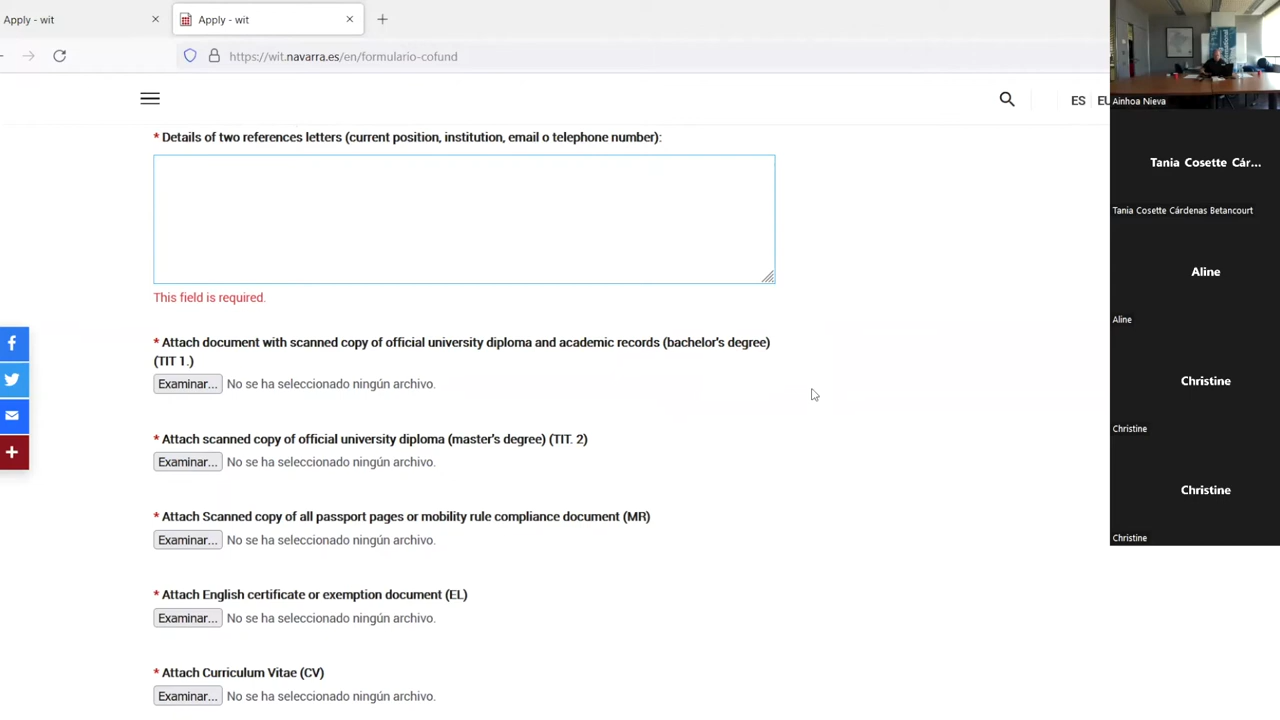 Apply - wit
Apply - wit
https://wit.navarra.es/en/formulario-cofund
ES
EU
* Details of two references letters (current position, institution, email o telephone number):
This field is required.
* Attach document with scanned copy of official university diploma and academic records (bachelor's degree)
(TIT 1.)
Examinar... No se ha seleccionado ningún archivo.
* Attach scanned copy of official university diploma (master's degree) (TIT. 2)
Examinar... No se ha seleccionado ningún archivo.
* Attach Scanned copy of all passport pages or mobility rule compliance document (MR)
Examinar... No se ha seleccionado ningún archivo.
* Attach English certificate or exemption document (EL)
Examinar... No se ha seleccionado ningún archivo.
* Attach Curriculum Vitae (CV)
Examinar... No se ha seleccionado ningún archivo.
Ainhoa Nieva
Tania Cosette Cár...
Tania Cosette Cárdenas Betancourt
Aline
Aline
Christine
Christine
Christine
Christine